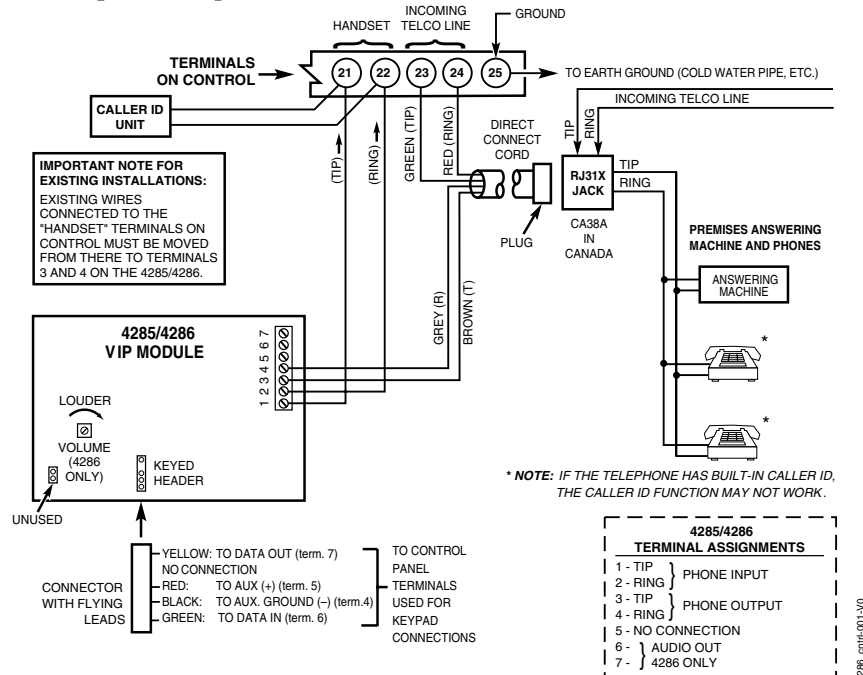 HANDSET
INCOMING
TELCO LINE
GROUND
TERMINALS
ON CONTROL
21
22
23
24
25
TO EARTH GROUND (COLD WATER PIPE, ETC.)
INCOMING TELCO LINE
CALLER ID
UNIT
(TIP)
(RING)
GREEN (TIP)
RED (RING)
DIRECT
CONNECT
CORD
PLUG
TIP
RING
RJ31X
JACK
TIP
RING
CA38A
IN
CANADA
IMPORTANT NOTE FOR
EXISTING INSTALLATIONS:
EXISTING WIRES
CONNECTED TO THE
"HANDSET" TERMINALS ON
CONTROL MUST BE MOVED
FROM THERE TO TERMINALS
3 AND 4 ON THE 4285/4286.
PREMISES ANSWERING
MACHINE AND PHONES
ANSWERING
MACHINE
*
*
GREY (R)
BROWN (T)
4285/4286
VIP MODULE
1 2 3 4 5 6 7
LOUDER
VOLUME
(4286
ONLY)
KEYED
HEADER
UNUSED
* NOTE: IF THE TELEPHONE HAS BUILT-IN CALLER ID,
THE CALLER ID FUNCTION MAY NOT WORK.
CONNECTOR
WITH FLYING
LEADS
YELLOW: TO DATA OUT (term. 7)
NO CONNECTION
RED: TO AUX (+) (term. 5)
BLACK: TO AUX. GROUND (–) (term.4)
GREEN: TO DATA IN (term. 6)
TO CONTROL
PANEL
TERMINALS
USED FOR
KEYPAD
CONNECTIONS
4285/4286
TERMINAL ASSIGNMENTS
1 - TIP
2 - RING } PHONE INPUT
3 - TIP
4 - RING } PHONE OUTPUT
5 - NO CONNECTION
6 - } AUDIO OUT
7 - } 4286 ONLY